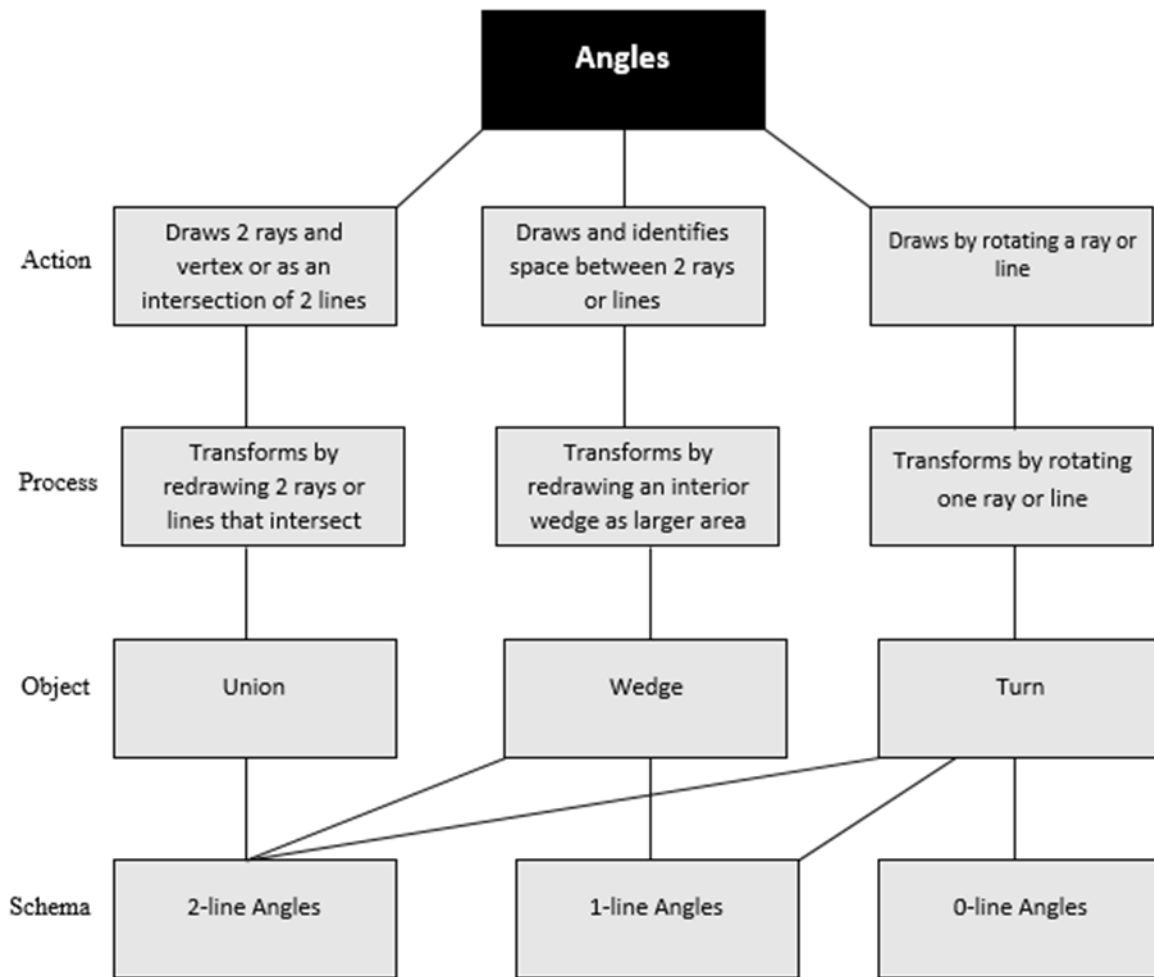 Angles
Action
Draws 2 rays and
vertex or as an
intersection of 2 lines
Draws and identifies
space between 2 rays
or lines
Draws by rotating a ray or
line
Process
Transforms by
redrawing 2 rays or
lines that intersect
Transforms by
redrawing an interior
wedge as larger area
Transforms by rotating
one ray or line
Object
Union
Wedge
Turn
Schema
2-line Angles
1-line Angles
0-line Angles